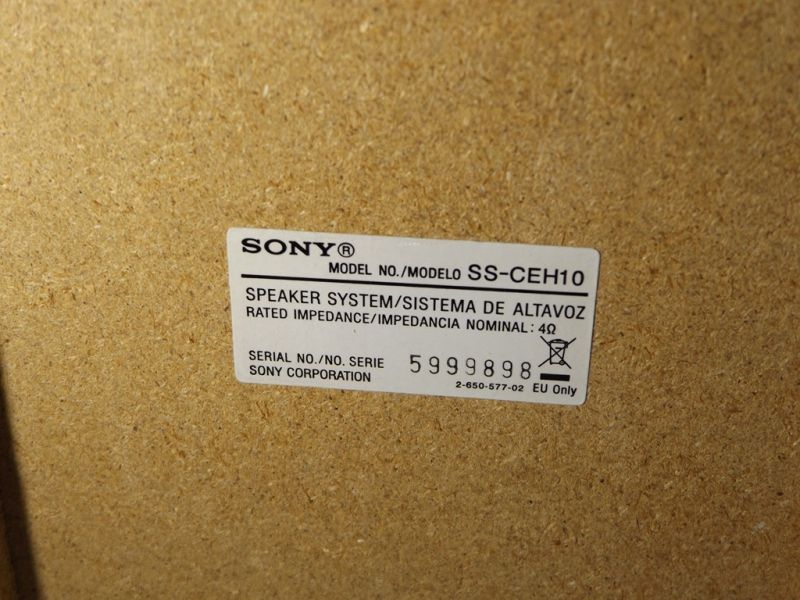 SONY®
MODEL NO./MODELO SS-CEH10
SPEAKER SYSTEM/SISTEMA DE ALTAVOZ
RATED IMPEDANCE/IMPEDANCIA NOMINAL: 4Ω
SERIAL NO./NO. SERIE 5999898
SONY CORPORATION
2-650-577-02 EU Only